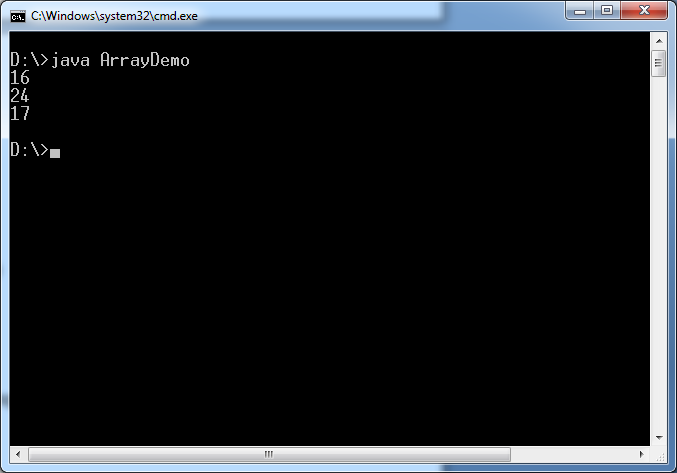 C:\Windows\system32\cmd.exe
D:\>java ArrayDemo
16
24
17
D:\>